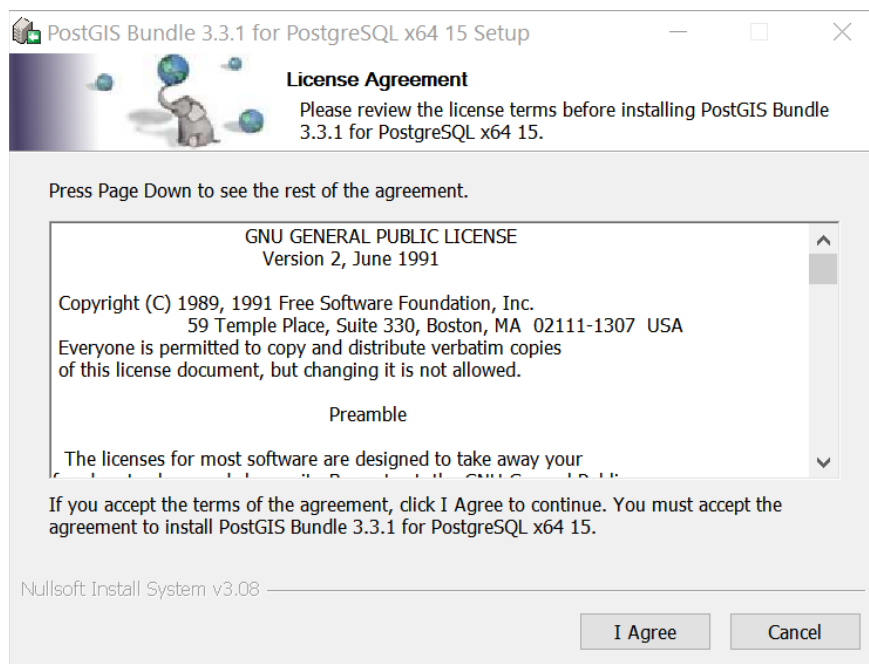 PostGIS Bundle 3.3.1 for PostgreSQL x64 15 Setup
License Agreement
Please review the license terms before installing PostGIS Bundle
3.3.1 for PostgreSQL x64 15.
Press Page Down to see the rest of the agreement.
GNU GENERAL PUBLIC LICENSE
Version 2, June 1991
Copyright (C) 1989, 1991 Free Software Foundation, Inc.
59 Temple Place, Suite 330, Boston, MA 02111-1307 USA
Everyone is permitted to copy and distribute verbatim copies
of this license document, but changing it is not allowed.
Preamble
The licenses for most software are designed to take away your
If you accept the terms of the agreement, click I Agree to continue. You must accept the
agreement to install PostGIS Bundle 3.3.1 for PostgreSQL x64 15.
Nullsoft Install System v3.08
I Agree
Cancel